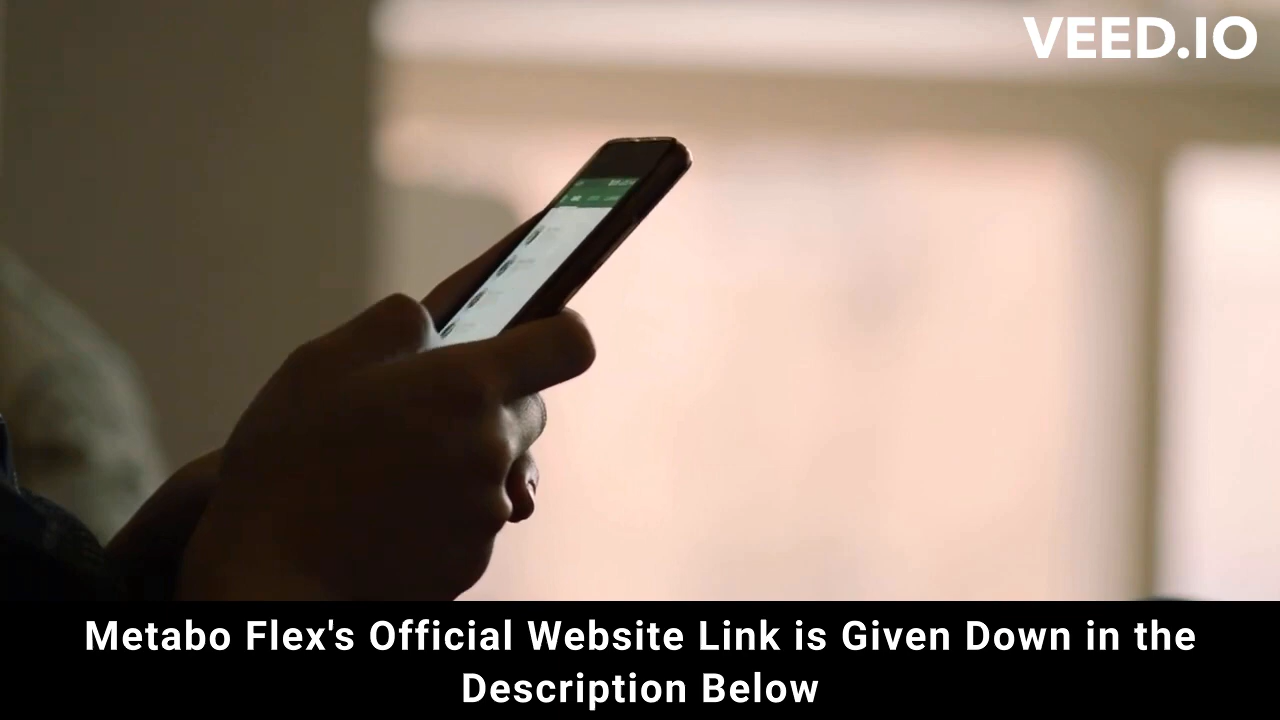 VEED.IO
Metabo Flex's Official Website Link is Given Down in the
Description Below